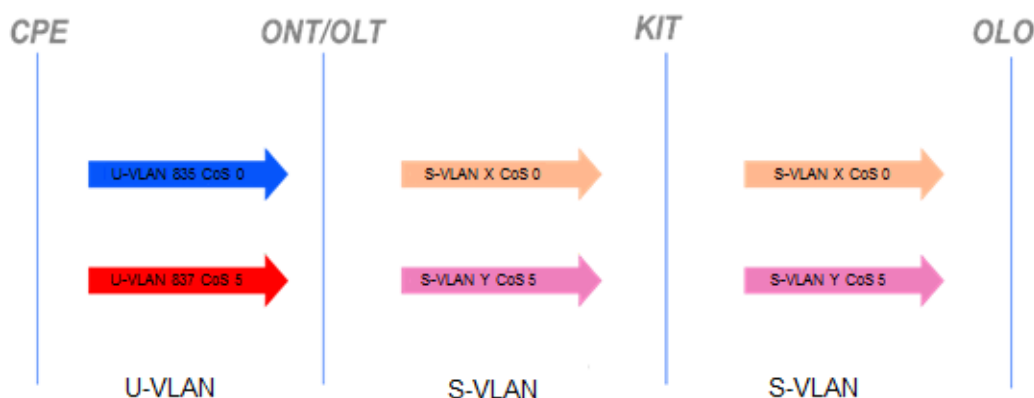 CPE ONT/OLT KIT OLO
U-VLAN 835 CoS 0 S-VLAN X CoS 0 S-VLAN X CoS 0
U-VLAN 837 CoS 5 S-VLAN Y CoS 5 S-VLAN Y CoS 5
U-VLAN S-VLAN S-VLAN